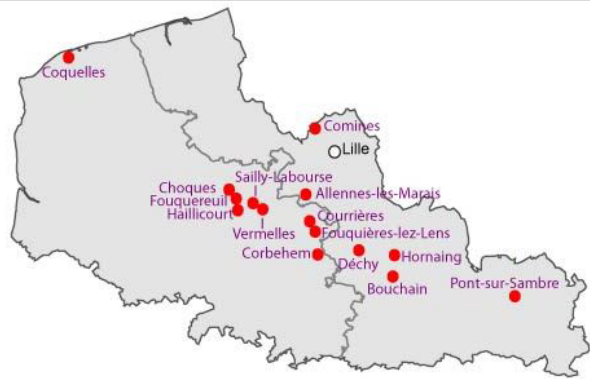 Coquelles
Comines
Lille
Sailly-Labourse
Choques
Allennes-les-Marais
Fouquereuil
Haillicourt
Courrières
Vermelles
Fouquières-lez-Lens
Corbehem
Déchy
Hornaing
Bouchain
Pont-sur-Sambre